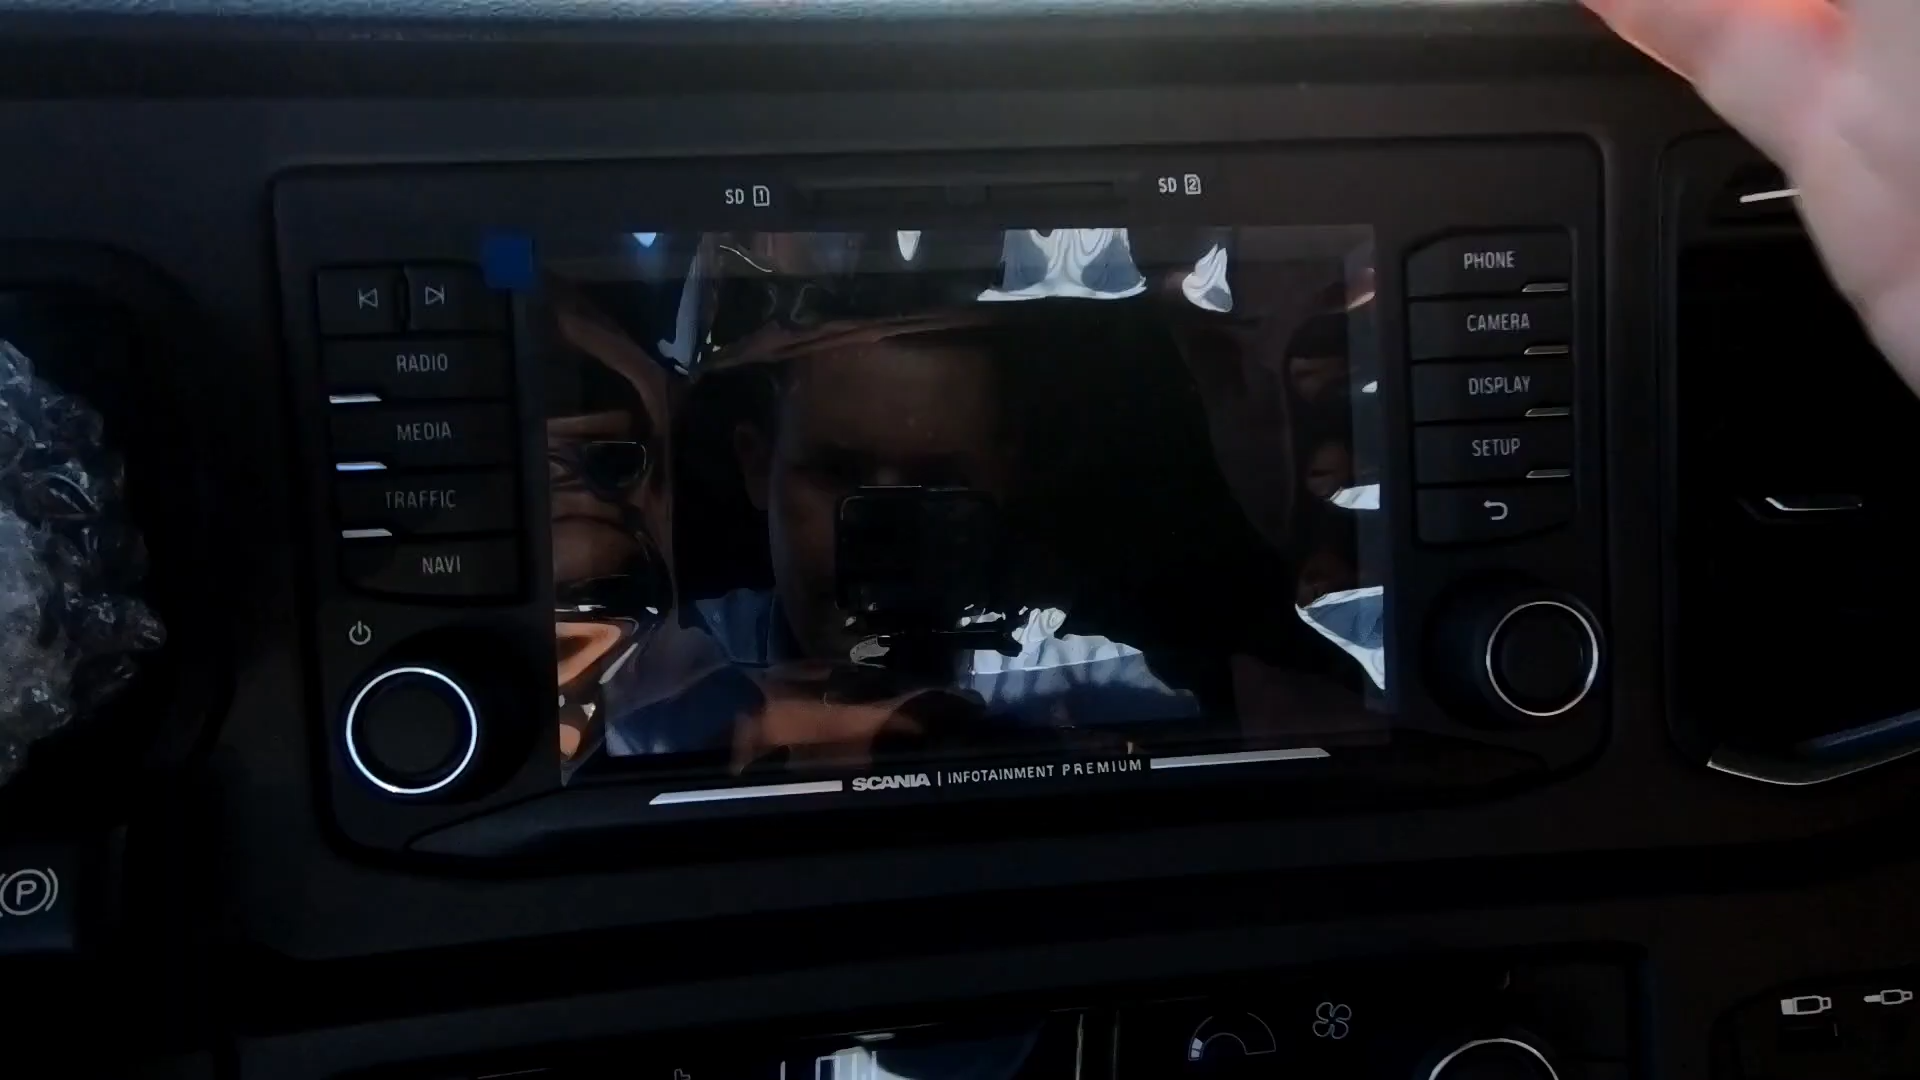 SD 1
SD 2
RADIO
MEDIA
TRAFFIC
NAVI
PHONE
CAMERA
DISPLAY
SETUP
SCANIA | INFOTAINMENT PREMIUM
P